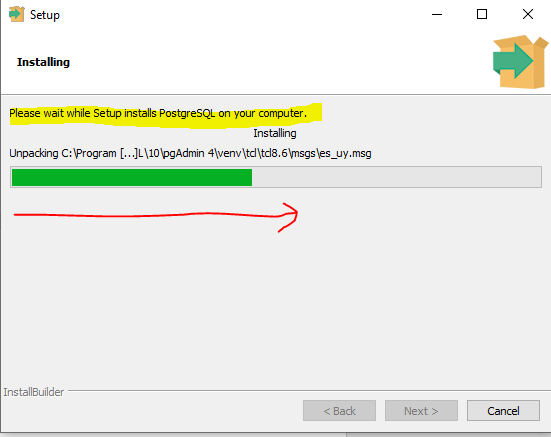 Setup
Installing
Please wait while Setup installs PostgreSQL on your computer.
Installing
Unpacking C:\Program [...]L\10\pgAdmin 4\venv\tcl\tcl8.6\msgs\es_uy.msg
InstallBuilder
< Back
Next >
Cancel